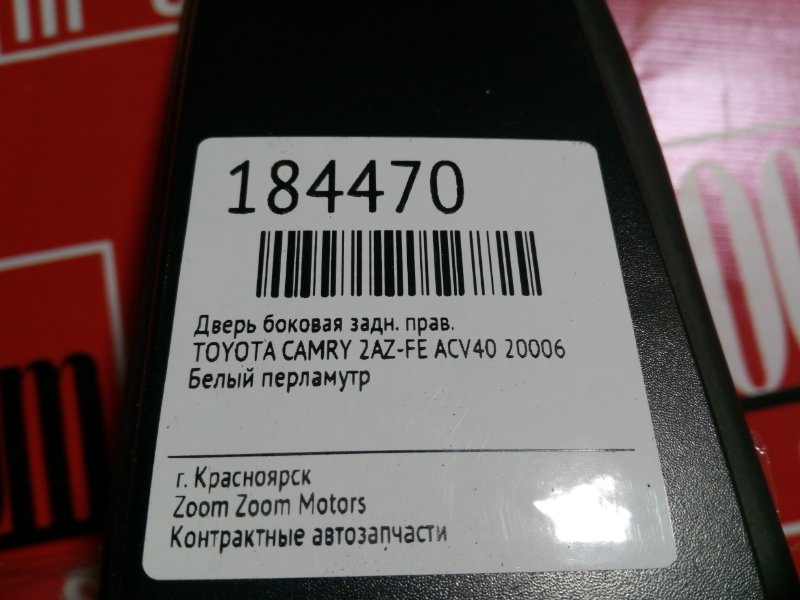 184470
Дверь боковая задн. прав.
TOYOTA CAMRY 2AZ-FE ACV40 20006
Белый перламутр
г. Красноярск
Zoom Zoom Motors
Контрактные автозапчасти